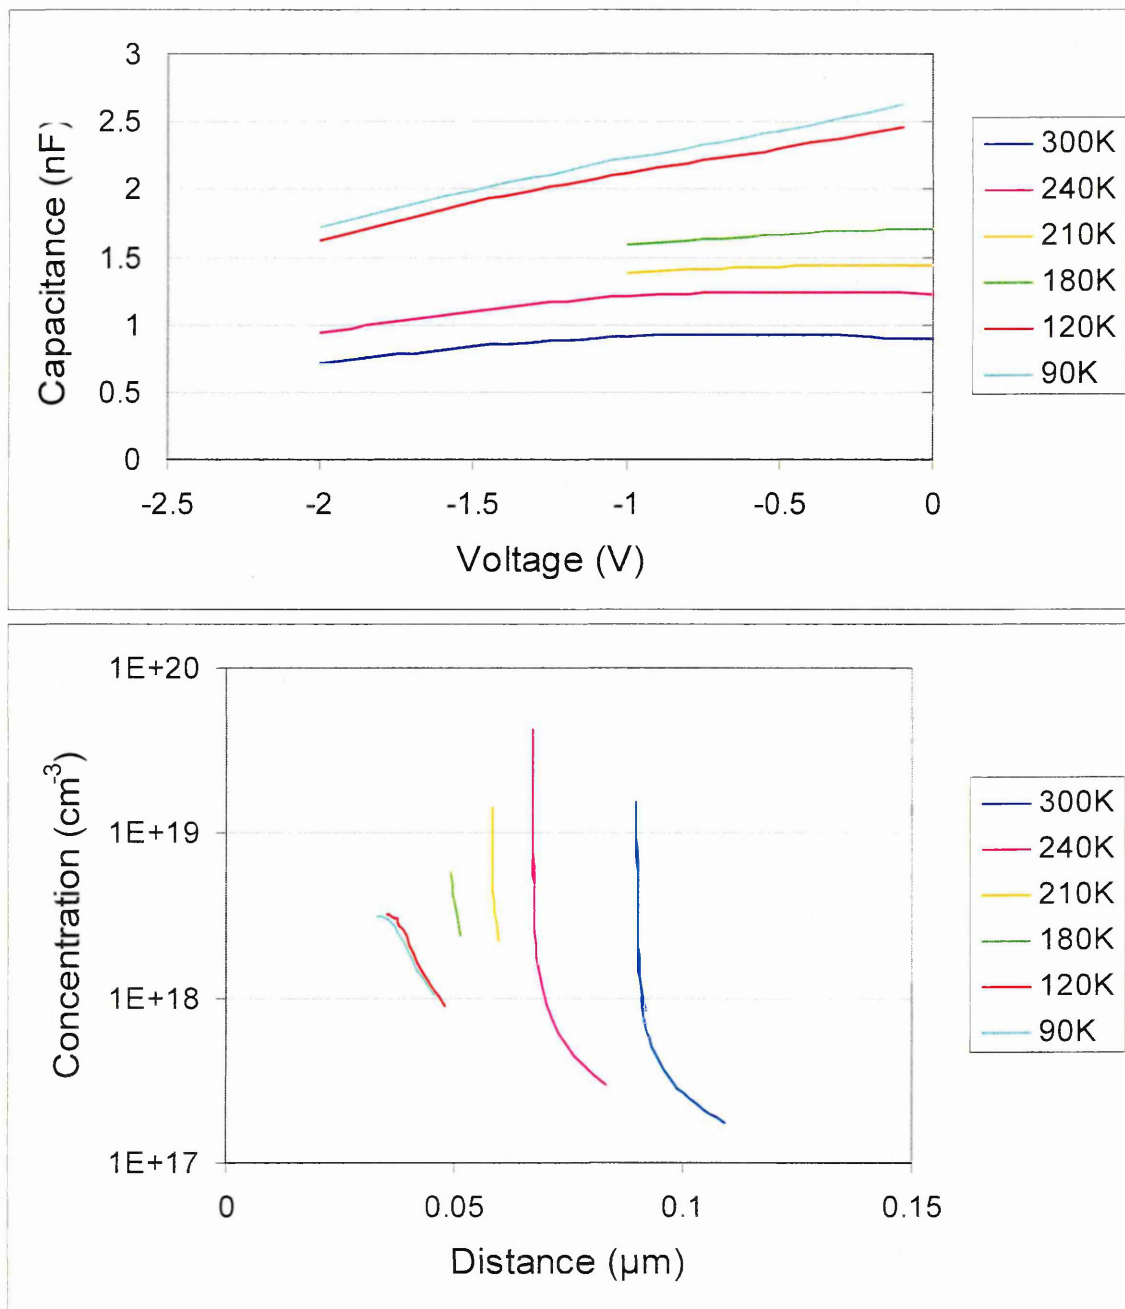 3
2.5
2
1.5
1
0.5
0
-2.5
-2
-1.5
-1
-0.5
0
Capacitance (nF)
Voltage (V)
300K
240K
210K
180K
120K
90K
1E+20
1E+19
1E+18
1E+17
0
0.05
0.1
0.15
Concentration (cm⁻³)
Distance (µm)
300K
240K
210K
180K
120K
90K